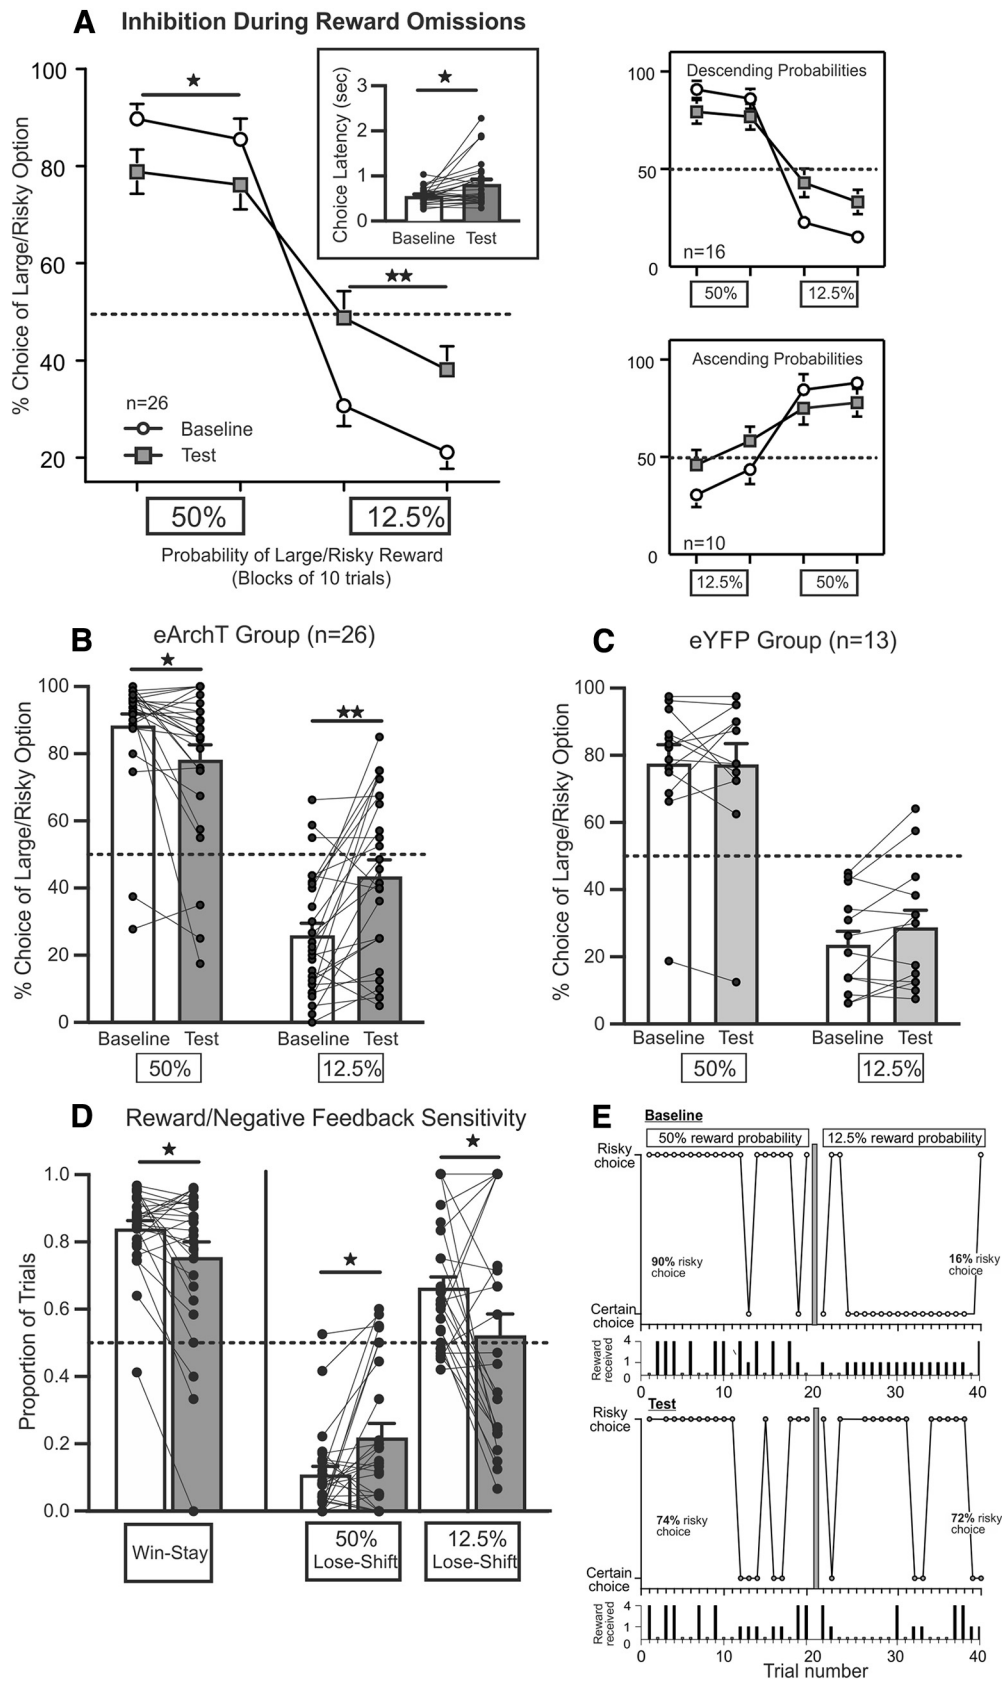 A Inhibition During Reward Omissions
% Choice of Large/Risky Option
100
80
60
40
20
★
★★
n=26
Baseline
Test
50%
12.5%
Probability of Large/Risky Reward
(Blocks of 10 trials)
Choice Latency (sec)
3
2
1
0
★
Baseline Test
Descending Probabilities
100
50
0
n=16
50%
12.5%
Ascending Probabilities
100
50
0
n=10
12.5%
50%
B eArchT Group (n=26)
% Choice of Large/Risky Option
100
80
60
40
20
0
★
★★
Baseline Test Baseline Test
50% 12.5%
C eYFP Group (n=13)
% Choice of Large/Risky Option
100
80
60
40
20
0
Baseline Test Baseline Test
50% 12.5%
D Reward/Negative Feedback Sensitivity
Proportion of Trials
1.0
0.8
0.6
0.4
0.2
0.0
★
★
★
Win-Stay
50%
Lose-Shift
12.5%
Lose-Shift
E Baseline
50% reward probability 12.5% reward probability
Risky
choice
90% risky
choice
16% risky
choice
Certain
choice
Reward
received
4
1
0
0 10 20 30 40
Test
Risky
choice
74% risky
choice
72% risky
choice
Certain
choice
Reward
received
4
1
0
0 10 20 30 40
Trial number